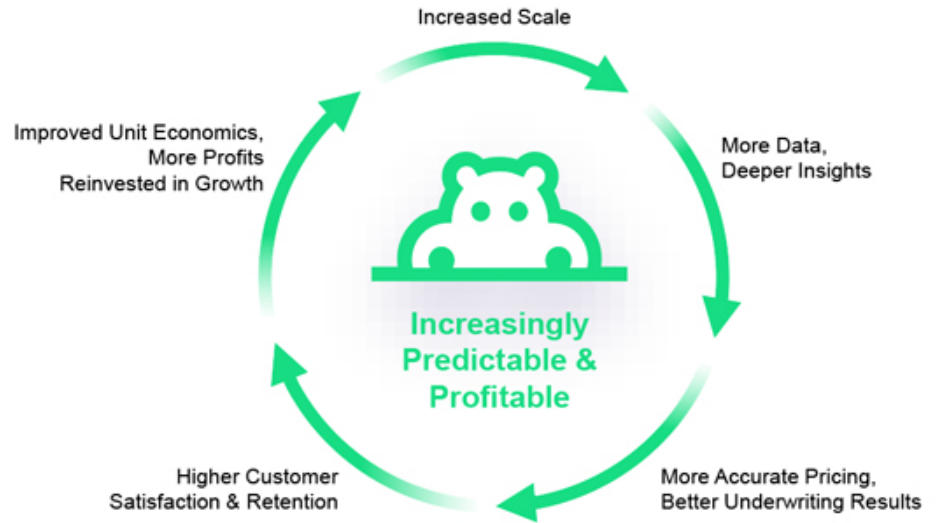 Increased Scale
More Data,
Deeper Insights
More Accurate Pricing,
Better Underwriting Results
Higher Customer
Satisfaction & Retention
Improved Unit Economics,
More Profits
Reinvested in Growth
Increasingly
Predictable &
Profitable